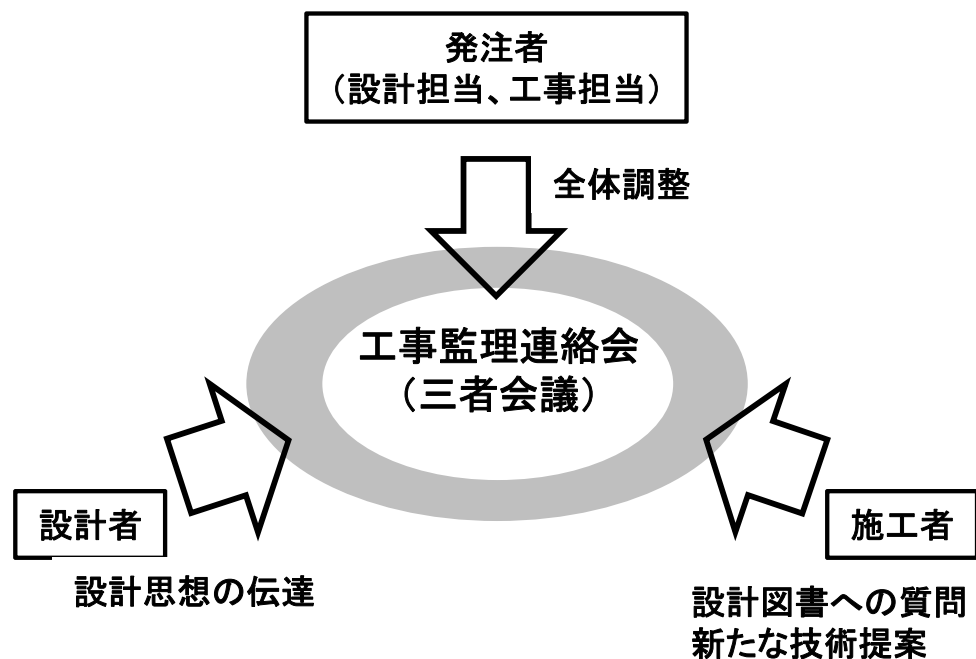 発注者
（設計担当、工事担当）
全体調整
工事監理連絡会
（三者会議）
設計者
設計思想の伝達
施工者
設計図書への質問
新たな技術提案